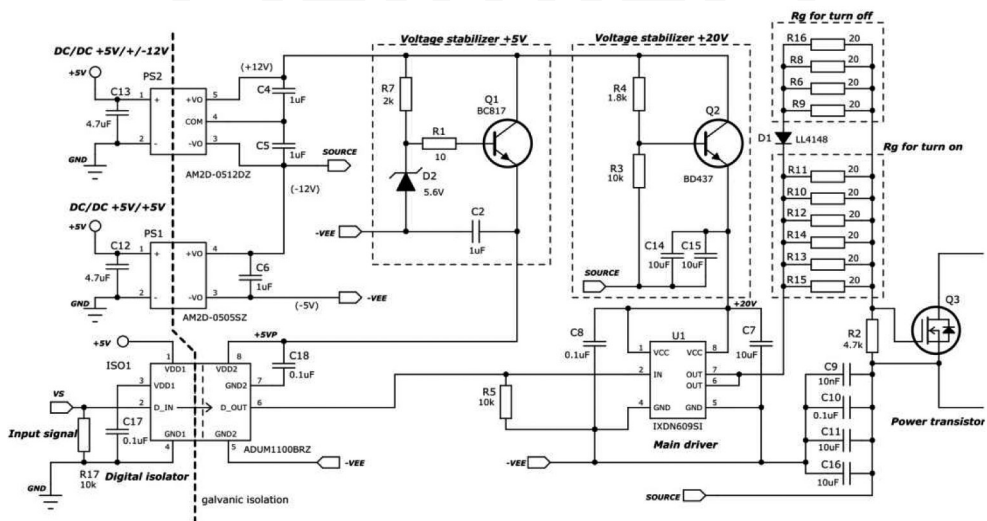 DC/DC +5V/+/-12V
+5V
C13
4.7uF
GND
PS2
1
+
2
-
+VO
5
COM
4
-VO
3
AM2D-0512DZ
(+12V)
C4
1uF
C5
1uF
SOURCE
(-12V)
DC/DC +5V/+5V
+5V
C12
4.7uF
GND
PS1
1
+
2
-
+VO
4
-VO
3
AM2D-0505SZ
C6
1uF
(-5V)
-VEE
Voltage stabilizer +5V
R7
2k
R1
10
Q1
BC817
D2
5.6V
C2
1uF
-VEE
Voltage stabilizer +20V
R4
1.8k
R3
10k
Q2
BD437
C14
10uF
C15
10uF
SOURCE
+20V
Rg for turn off
R16
20
R8
20
R6
20
R9
20
D1
LL4148
Rg for turn on
R11
20
R10
20
R12
20
R14
20
R13
20
R15
20
R2
4.7k
Q3
Power transistor
+5V
ISO1
1
VDD1
3
VDD1
2
D_IN
GND1
4
8
VDD2
GND2
7
D_OUT
6
GND2
5
ADUM1100BRZ
+5VP
C18
0.1uF
VS
Input signal
C17
0.1uF
R17
10k
GND
Digital isolator
galvanic isolation
-VEE
R5
10k
C8
0.1uF
U1
1
VCC
2
IN
4
GND
VCC
8
OUT
7
OUT
6
GND
5
IXDN609SI
Main driver
C7
10uF
-VEE
C9
10nF
C10
0.1uF
C11
10uF
C16
10uF
SOURCE